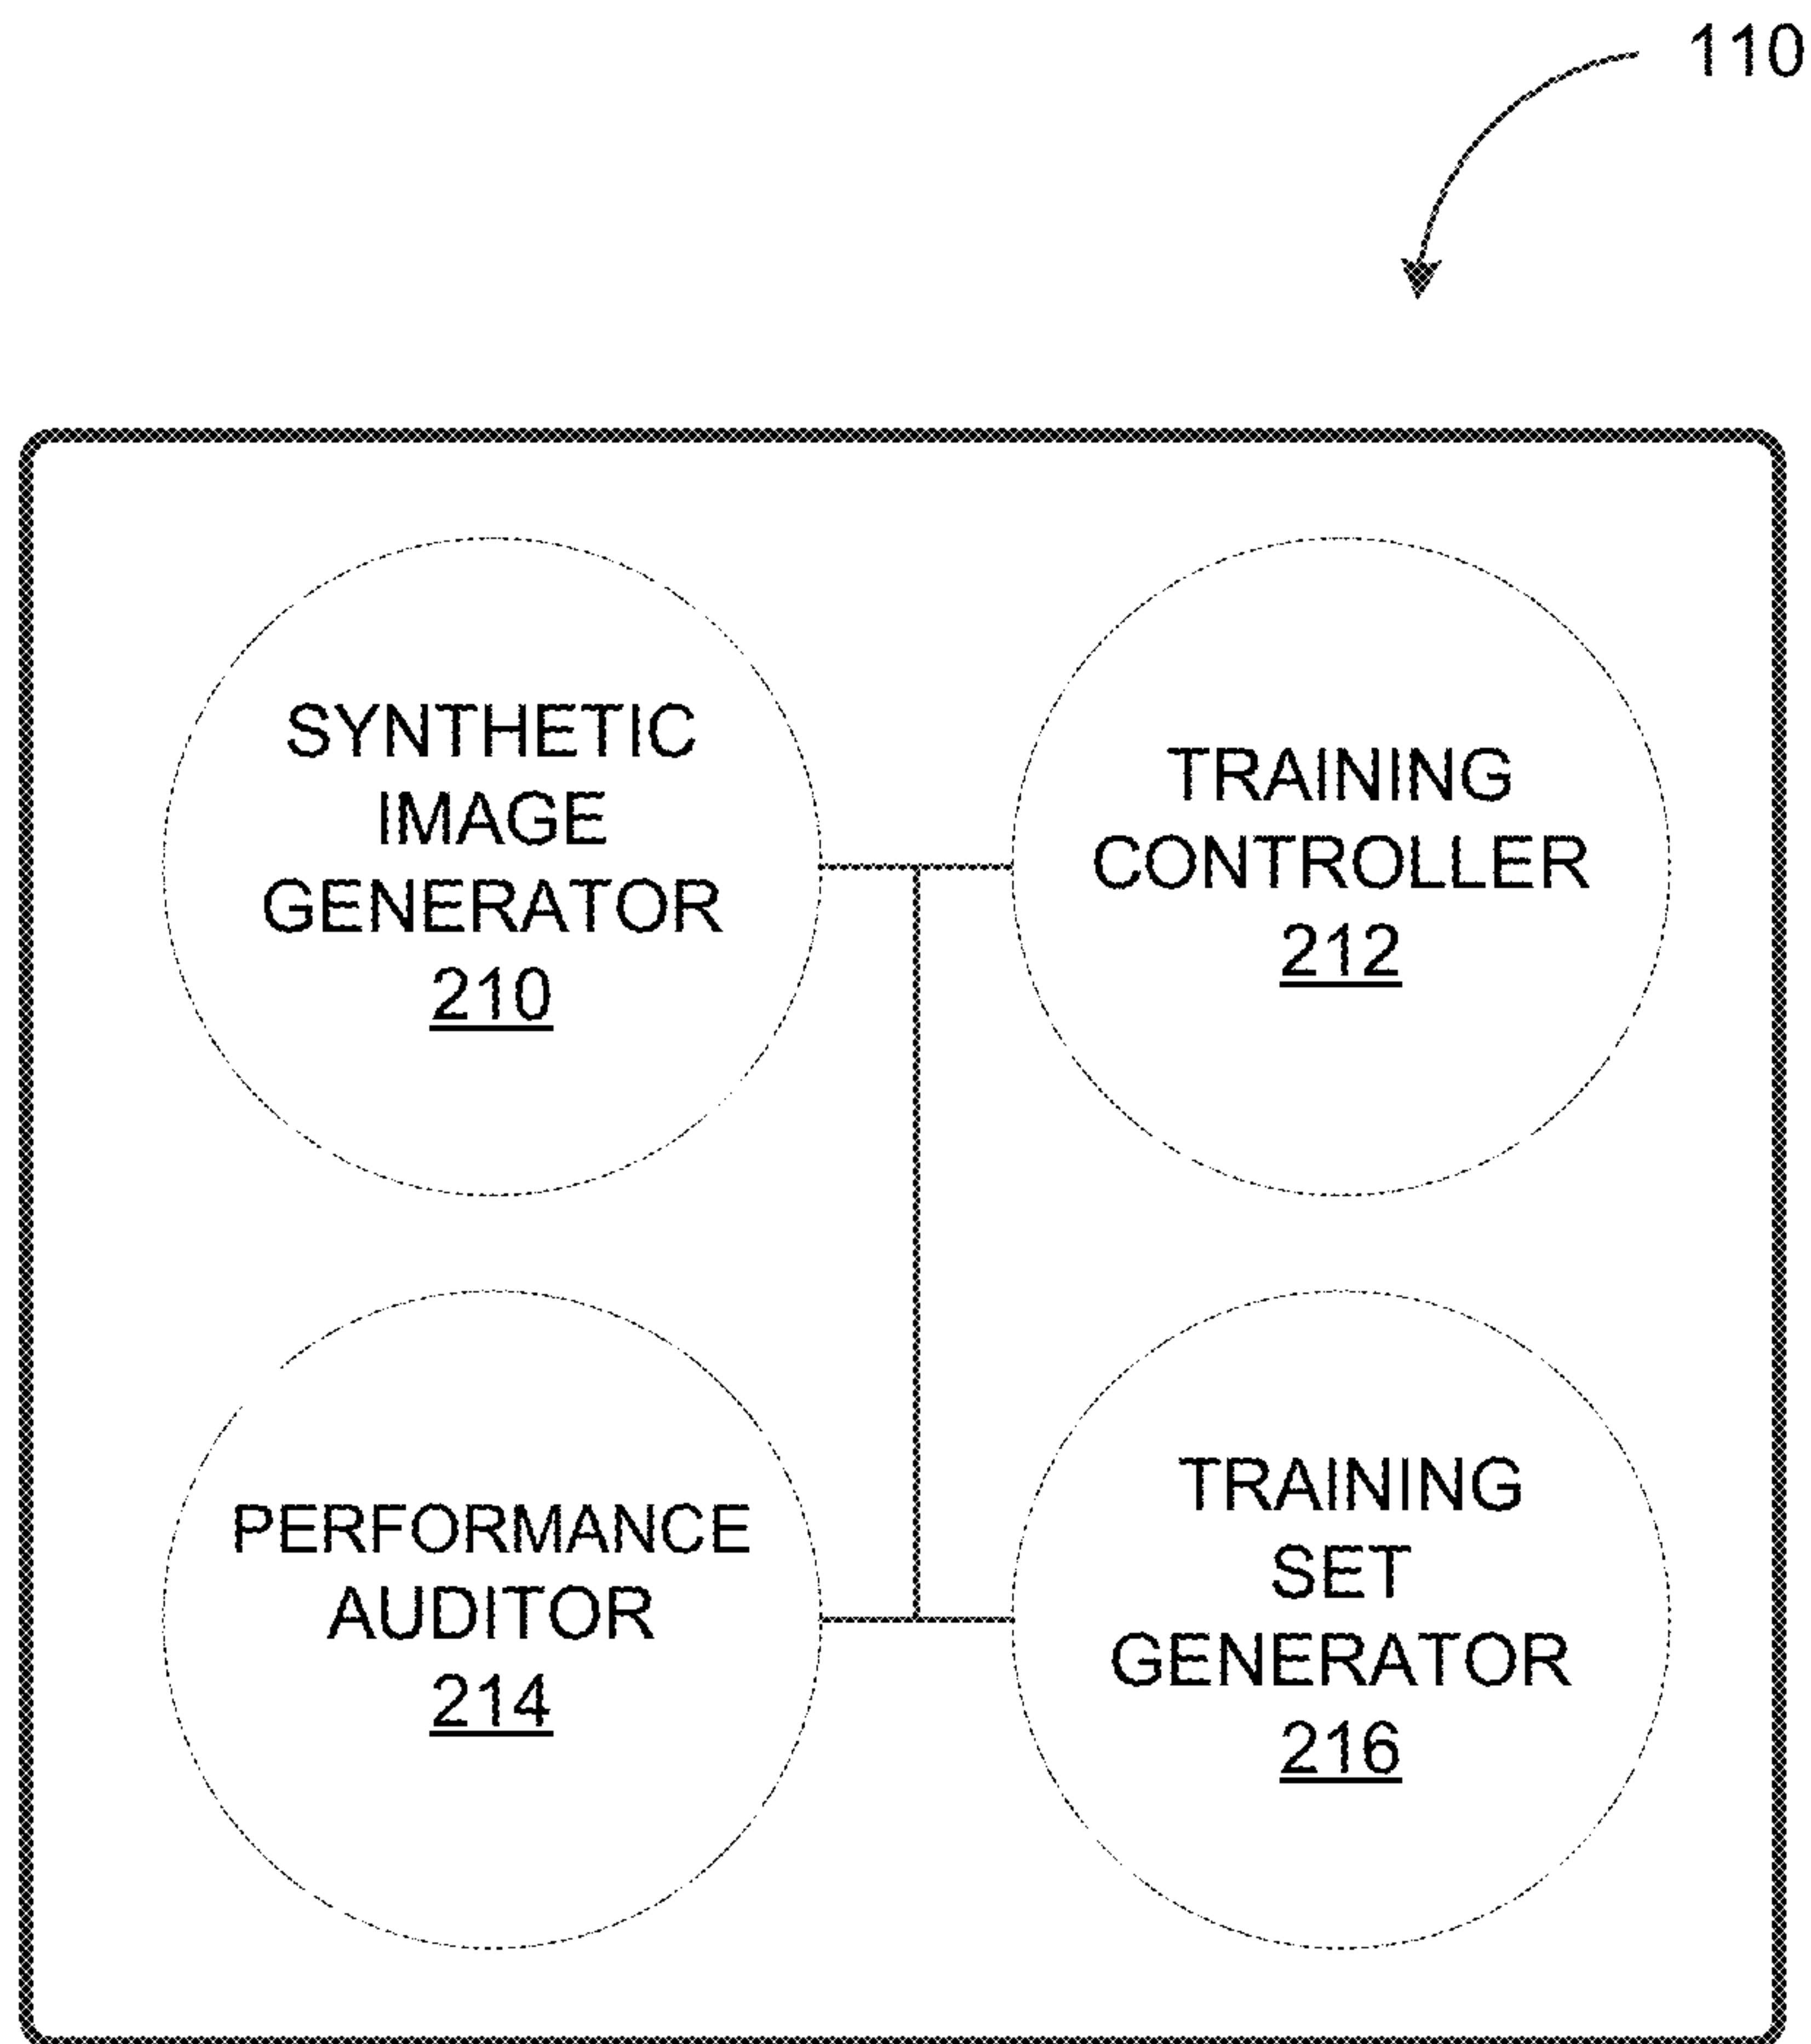 110
SYNTHETIC
IMAGE
GENERATOR
210
TRAINING
CONTROLLER
212
PERFORMANCE
AUDITOR
214
TRAINING
SET
GENERATOR
216